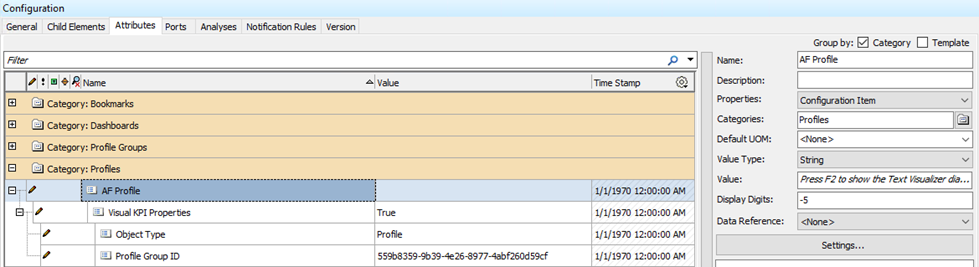 Configuration
General Child Elements Attributes Ports Analyses Notification Rules Version
Group by: Category Template
Filter
Name Value Time Stamp
Category: Bookmarks
Category: Dashboards
Category: Profile Groups
Category: Profiles
AF Profile 1/1/1970 12:00:00 AM
Visual KPI Properties True 1/1/1970 12:00:00 AM
Object Type Profile 1/1/1970 12:00:00 AM
Profile Group ID 559b8359-9b39-4e26-8977-4abf260d59cf 1/1/1970 12:00:00 AM
Name: AF Profile
Description:
Properties: Configuration Item
Categories: Profiles
Default UOM: <None>
Value Type: String
Value: Press F2 to show the Text Visualizer dia...
Display Digits: -5
Data Reference: <None>
Settings...